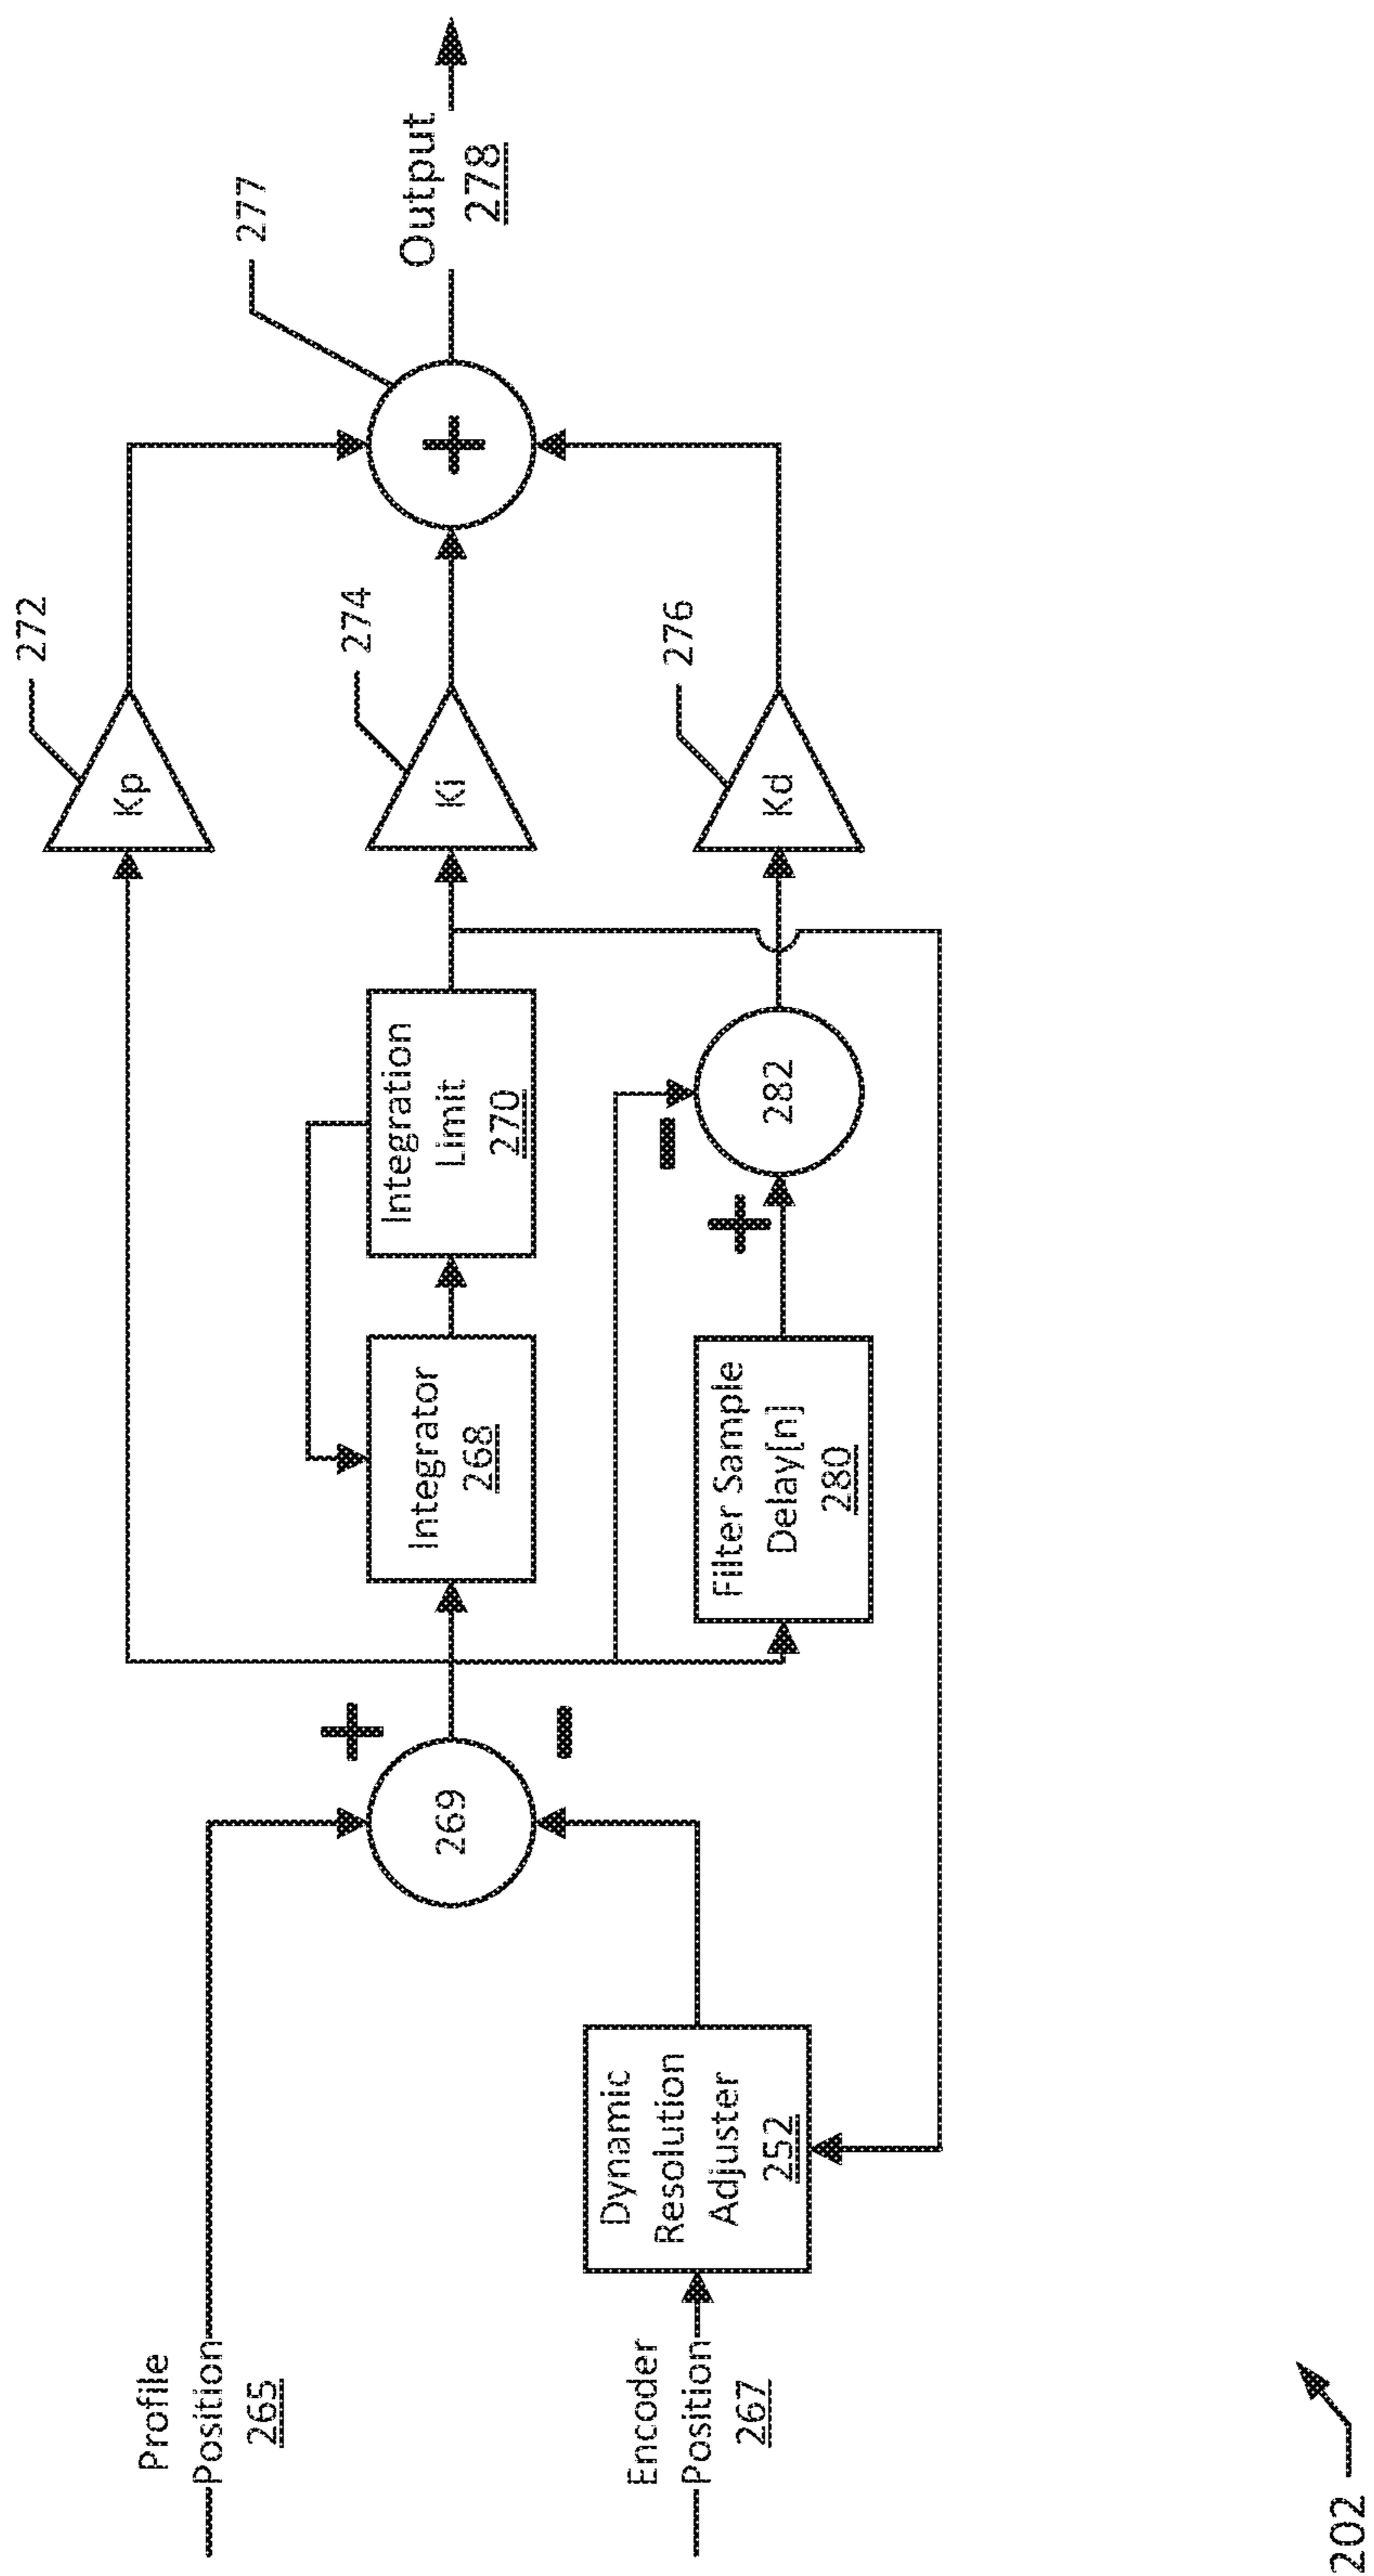 Profile
Position
265
Encoder
Position
267
Dynamic
Resolution
Adjuster
252
+
269
−
Integrator
268
Integration
Limit
270
Filter Sample
Delay[n]
280
+
−
282
Kp
272
Ki
274
Kd
276
+
277
Output
278
202